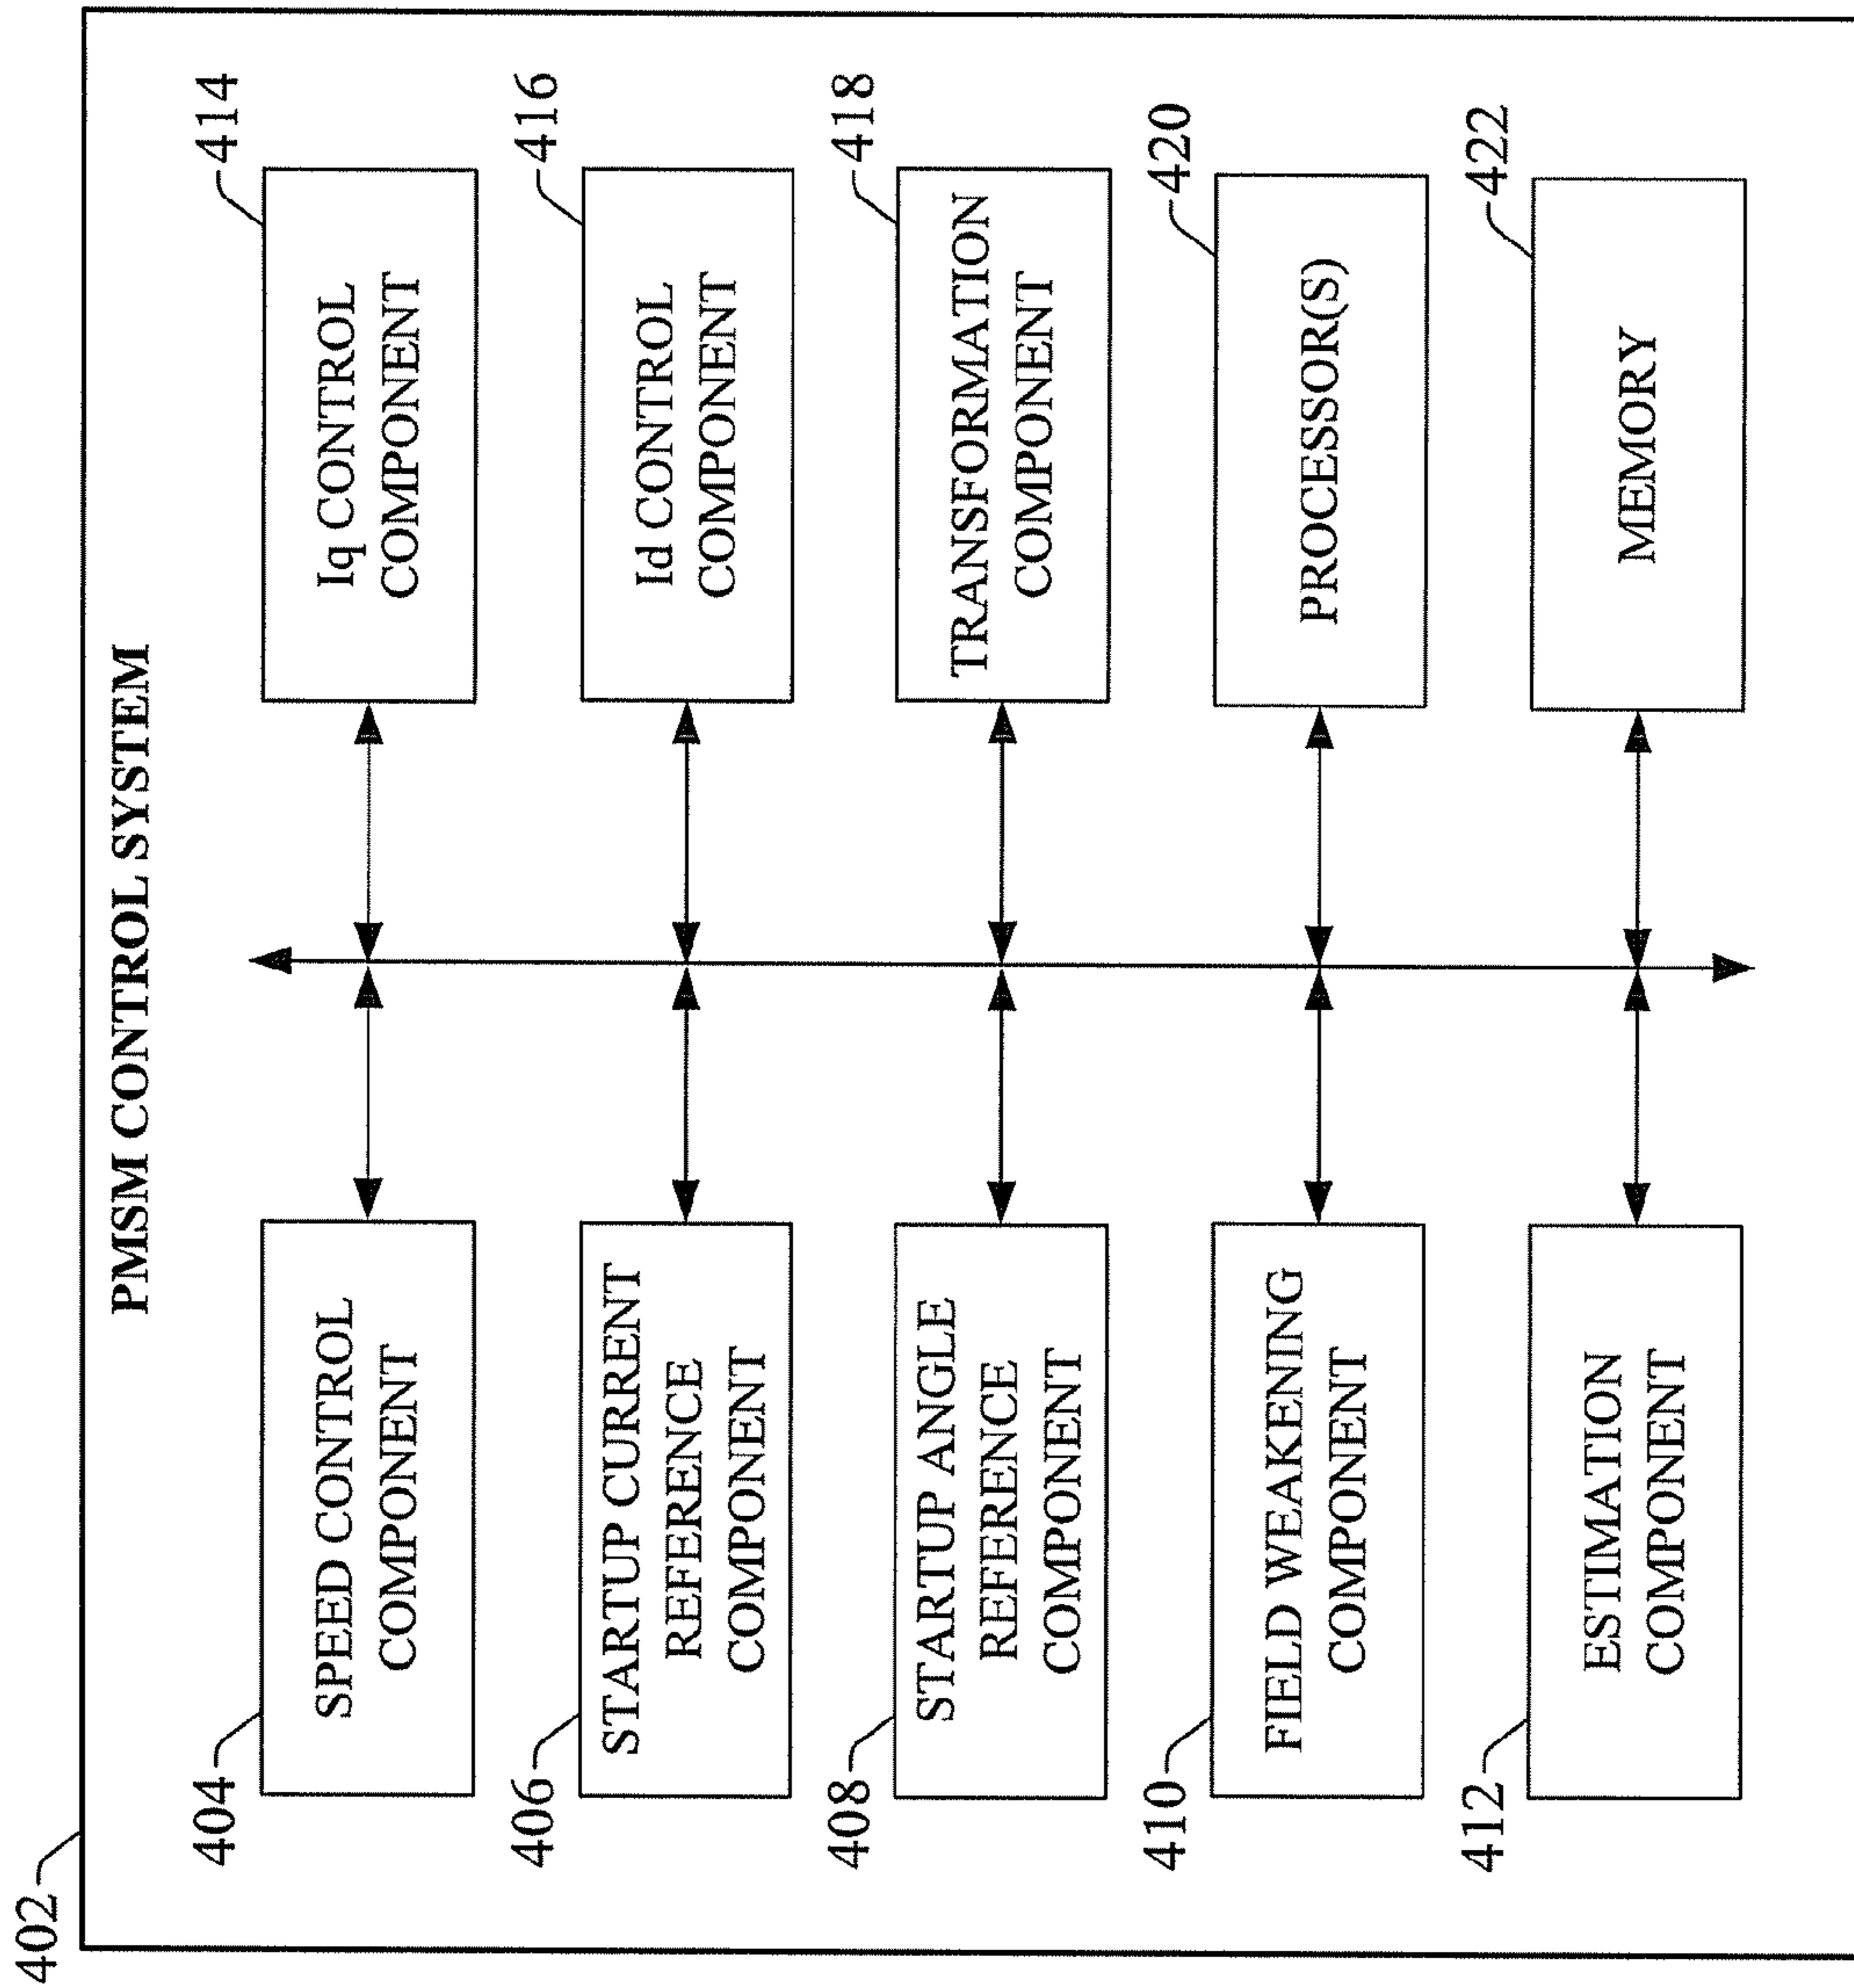 402
PMSM CONTROL SYSTEM
404
SPEED CONTROL
COMPONENT
406
STARTUP CURRENT
REFERENCE
COMPONENT
408
STARTUP ANGLE
REFERENCE
COMPONENT
410
FIELD WEAKENING
COMPONENT
412
ESTIMATION
COMPONENT
414
Iq CONTROL
COMPONENT
416
Id CONTROL
COMPONENT
418
TRANSFORMATION
COMPONENT
420
PROCESSOR(S)
422
MEMORY